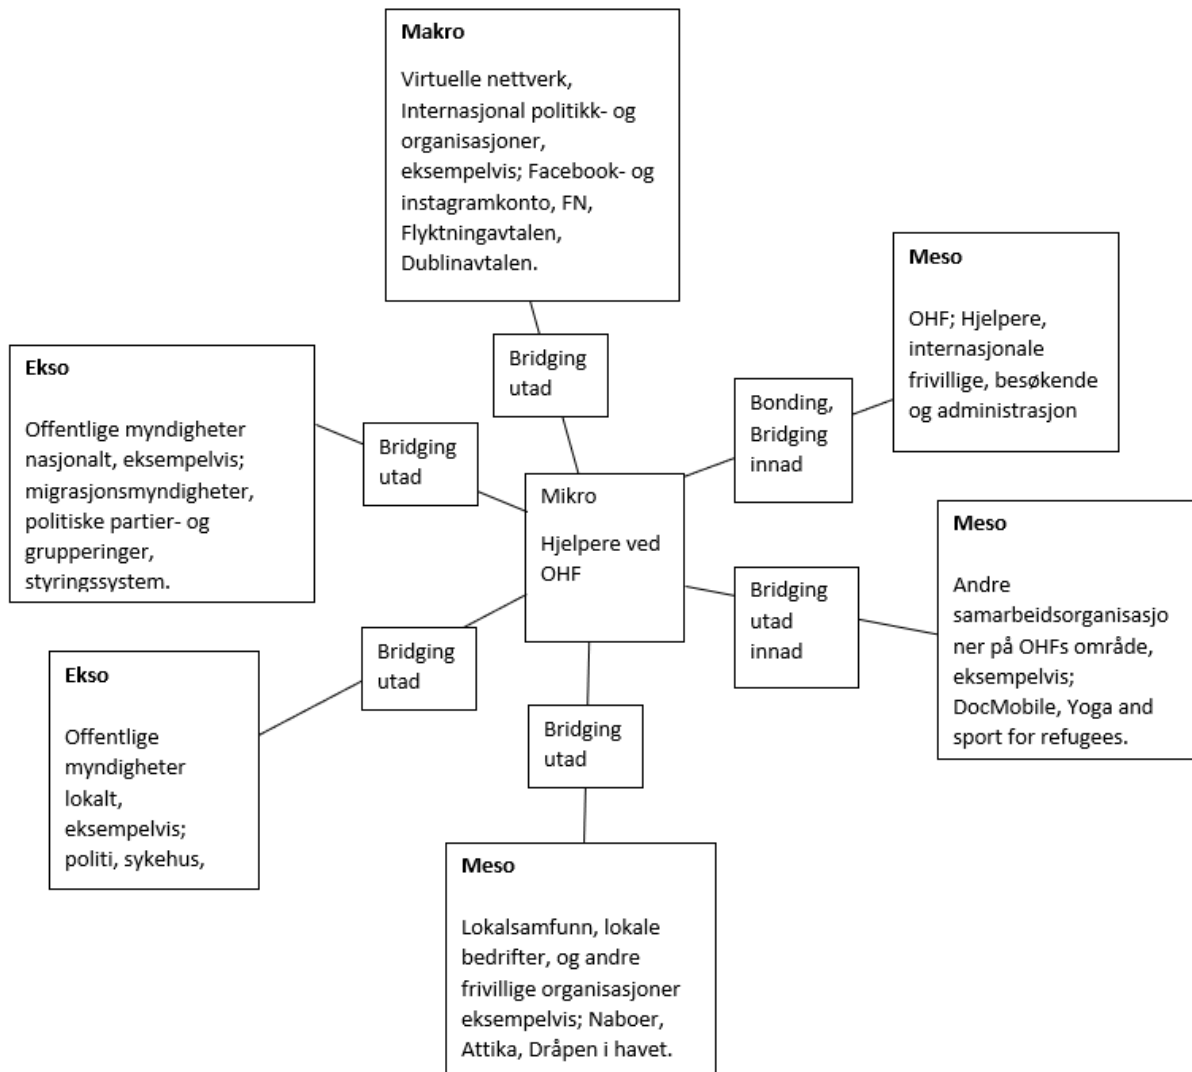 Makro
Virtuelle nettverk,
Internasjonal politikk- og
organisasjoner,
eksempelvis; Facebook- og
instagramkonto, FN,
Flyktningavtalen,
Dublinavtalen.
Meso
OHF; Hjelpere,
internasjonale
frivillige, besøkende
og administrasjon
Bridging
utad
Ekso
Offentlige myndigheter
nasjonalt, eksempelvis;
migrasjonsmyndigheter,
politiske partier- og
grupperinger,
styringssystem.
Bonding,
Bridging
innad
Bridging
utad
Mikro
Hjelpere ved
OHF
Meso
Andre
samarbeidsorganisasjo
ner på OHFs område,
eksempelvis;
DocMobile, Yoga and
sport for refugees.
Bridging
utad
innad
Bridging
utad
Ekso
Offentlige
myndigheter
lokalt,
eksempelvis;
politi, sykehus,
Bridging
utad
Meso
Lokalsamfunn, lokale
bedrifter, og andre
frivillige organisasjoner
eksempelvis; Naboer,
Attika, Dråpen i havet.